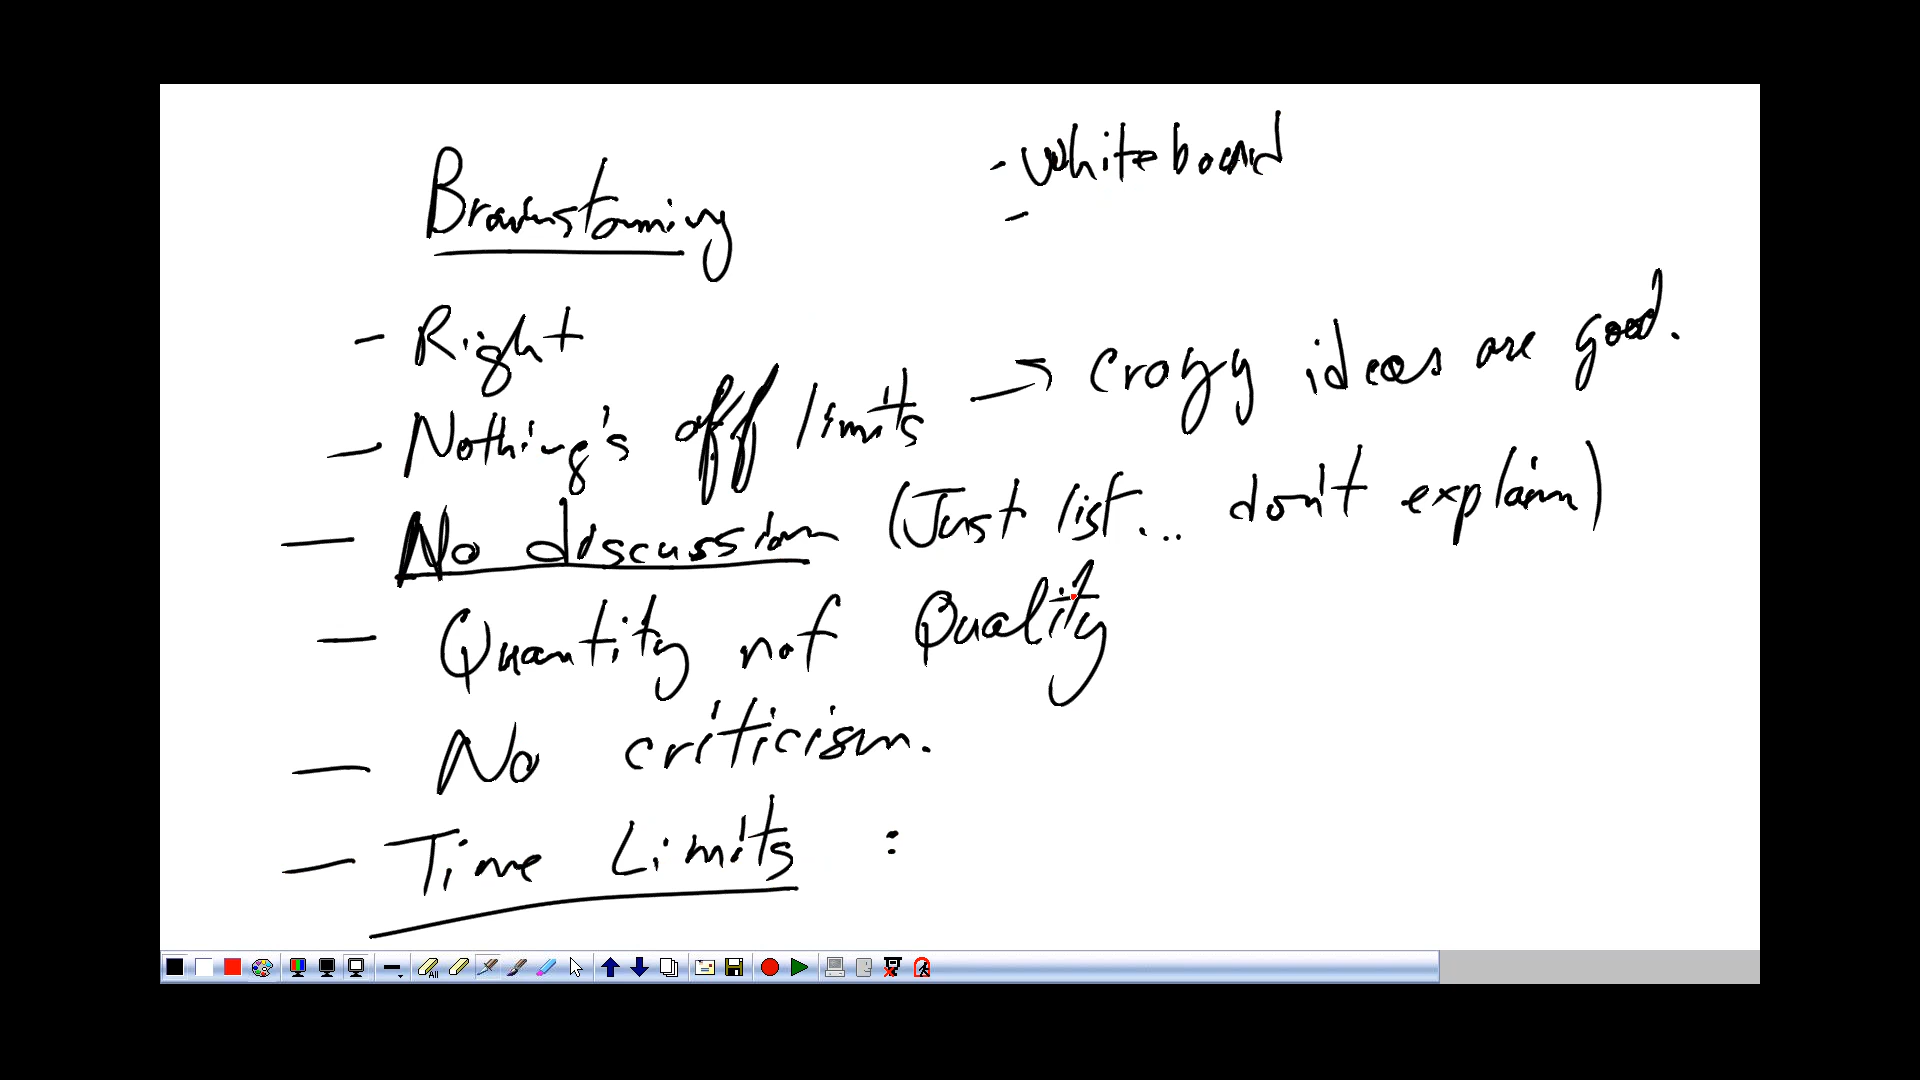 Brainstorming
- Whiteboard
-
- Right
- Nothing's off limits → crazy ideas are good.
- No discussion (Just list... don't explain)
- Quantity not Quality
- No criticism.
- Time Limits :
All